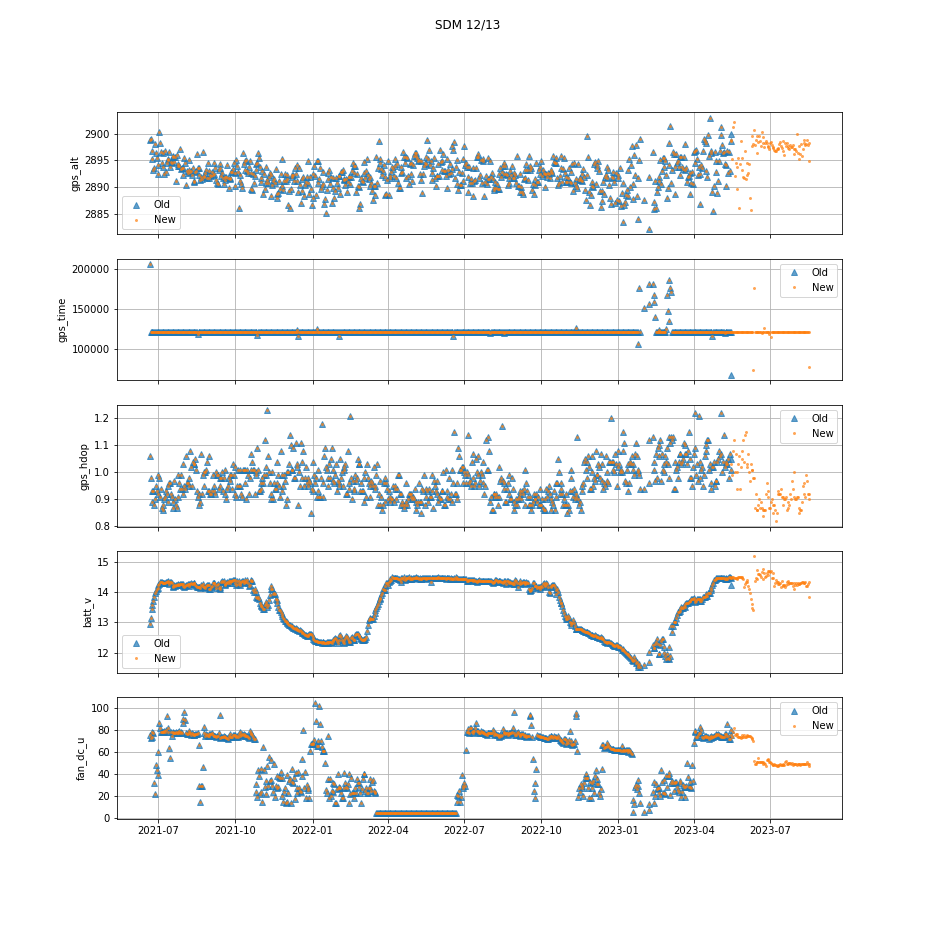 SDM 12/13
2900
2895
2890
2885
gps_alt
Old
New
200000
150000
100000
gps_time
Old
New
1.2
1.1
1.0
0.9
0.8
gps_hdop
Old
New
15
14
13
12
batt_v
Old
New
100
80
60
40
20
0
fan_dc_u
Old
New
2021-07 2021-10 2022-01 2022-04 2022-07 2022-10 2023-01 2023-04 2023-07